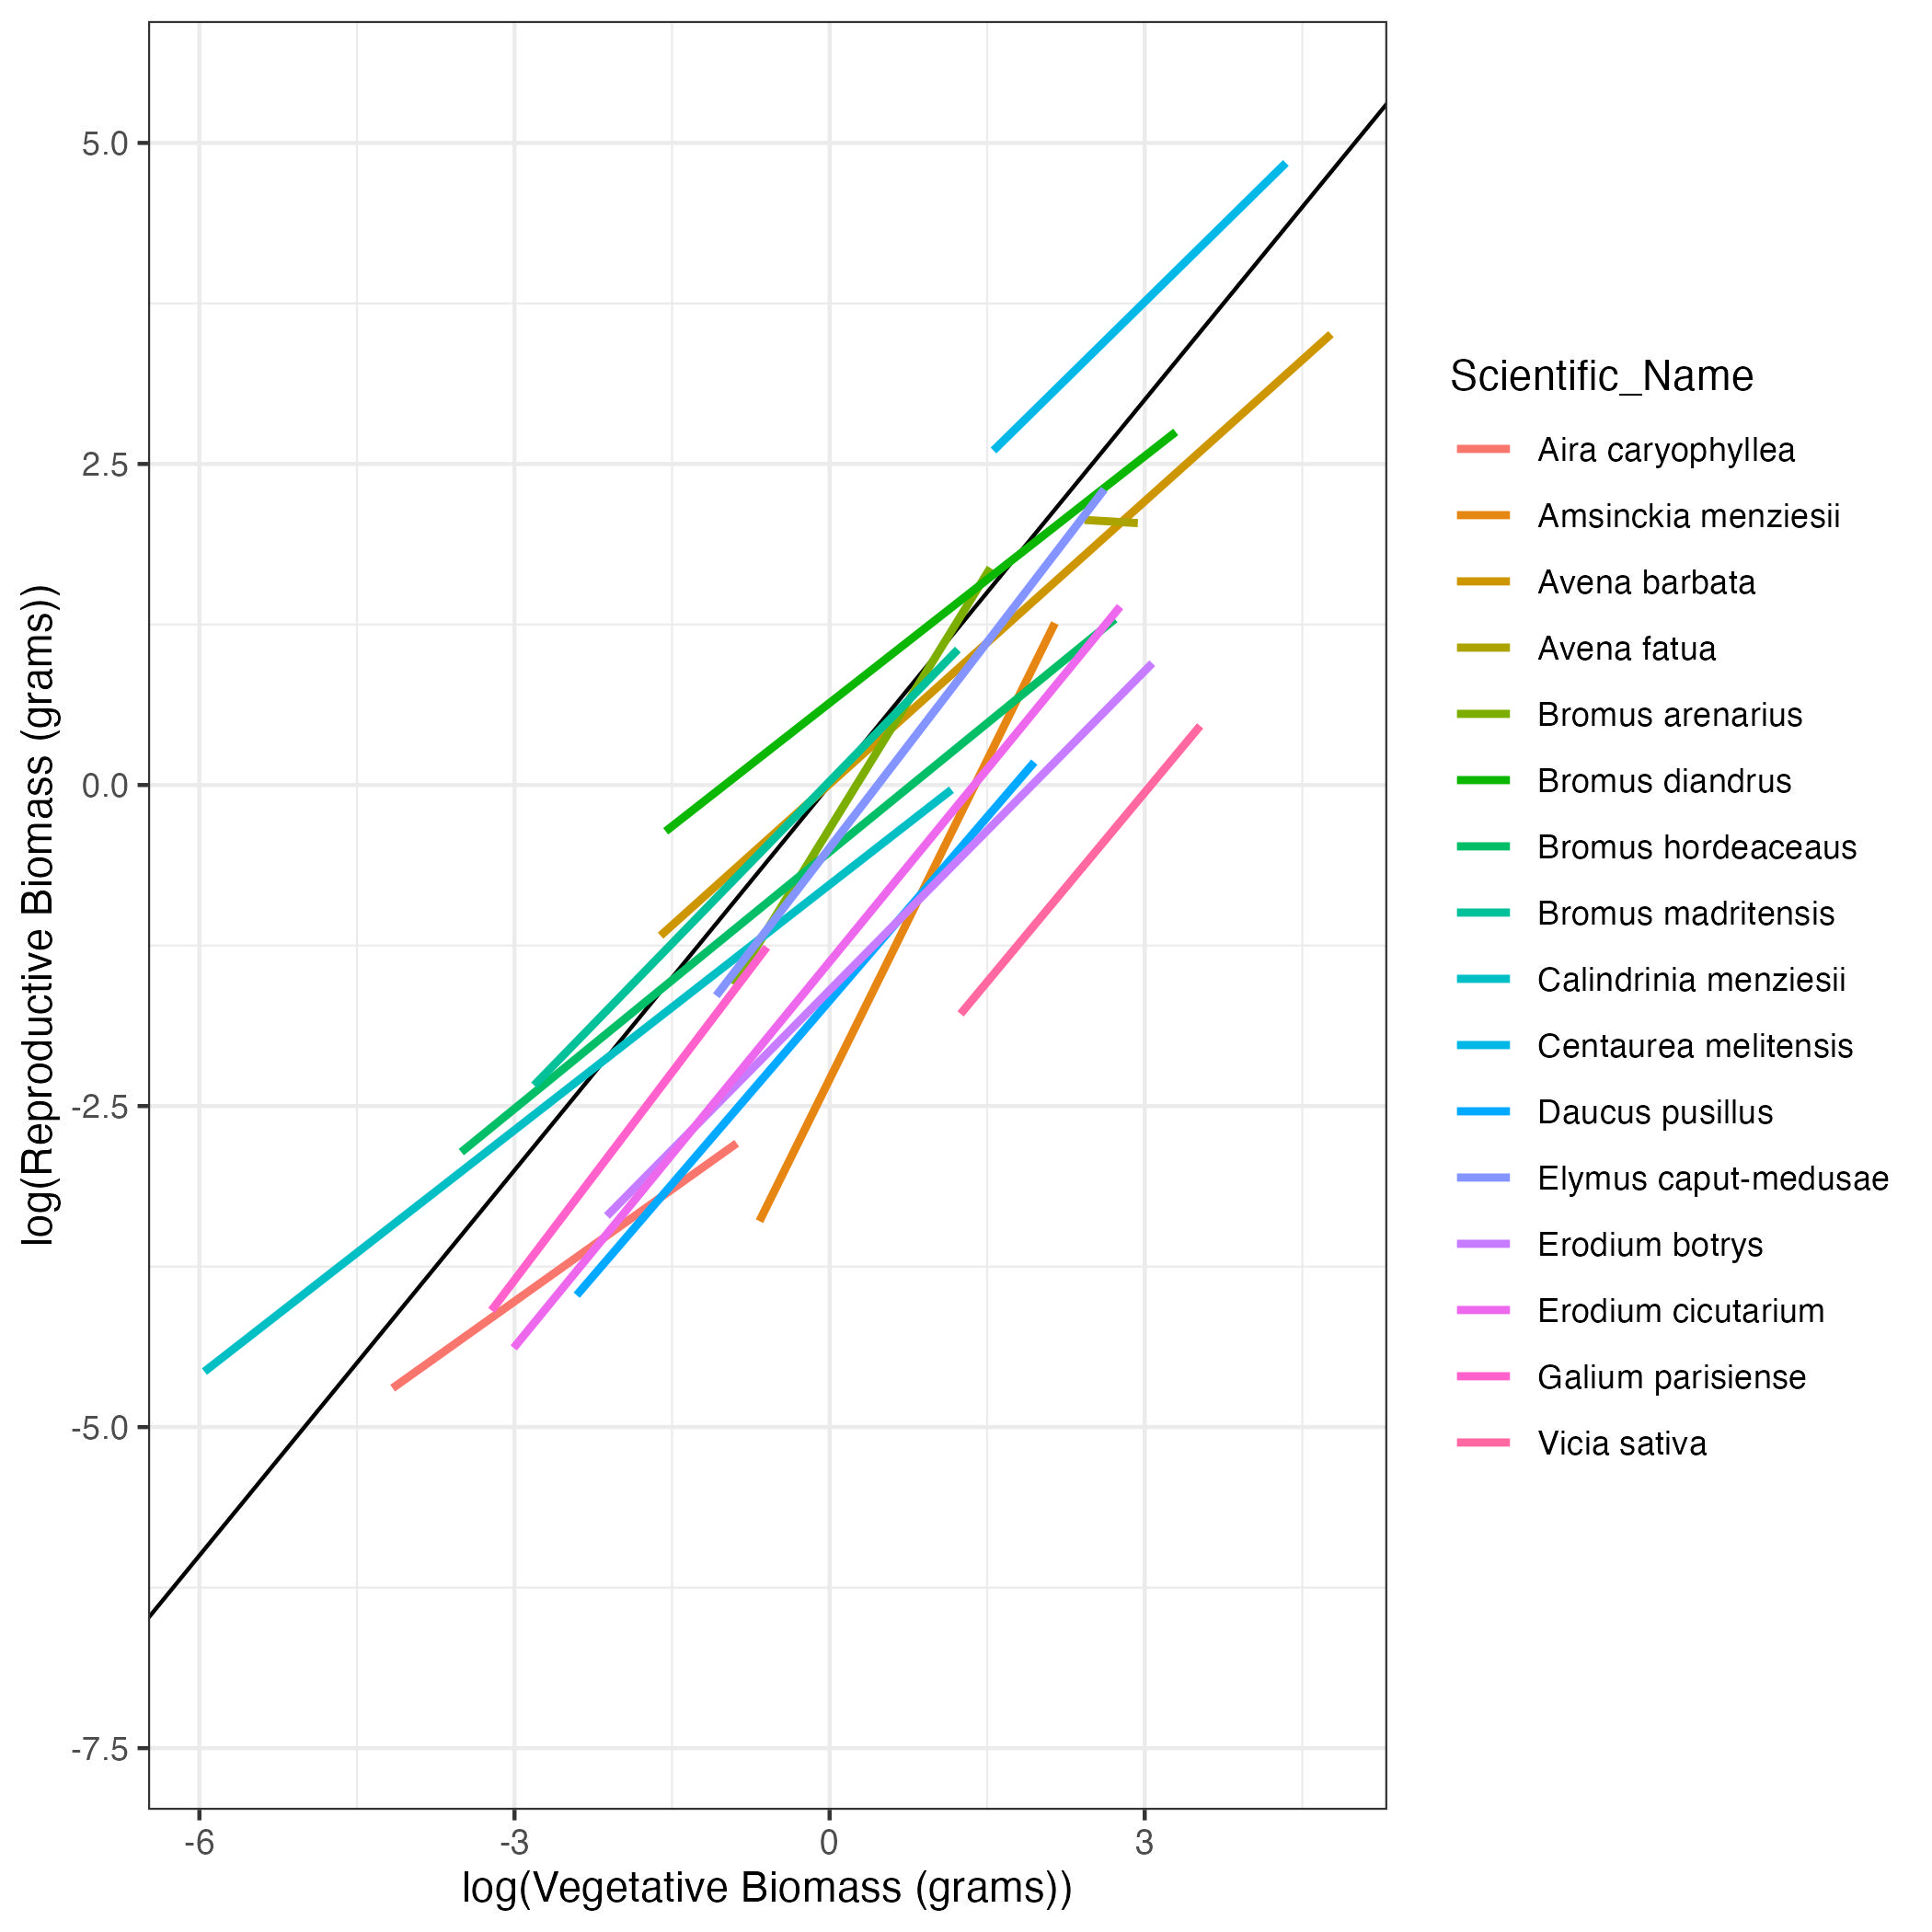 5.0
2.5
0.0
-2.5
-5.0
-7.5
-6
-3
0
3
log(Vegetative Biomass (grams))
log(Reproductive Biomass (grams))
Scientific_Name
Aira caryophyllea
Amsinckia menziesii
Avena barbata
Avena fatua
Bromus arenarius
Bromus diandrus
Bromus hordeaceaus
Bromus madritensis
Calindrinia menziesii
Centaurea melitensis
Daucus pusillus
Elymus caput-medusae
Erodium botrys
Erodium cicutarium
Galium parisiense
Vicia sativa